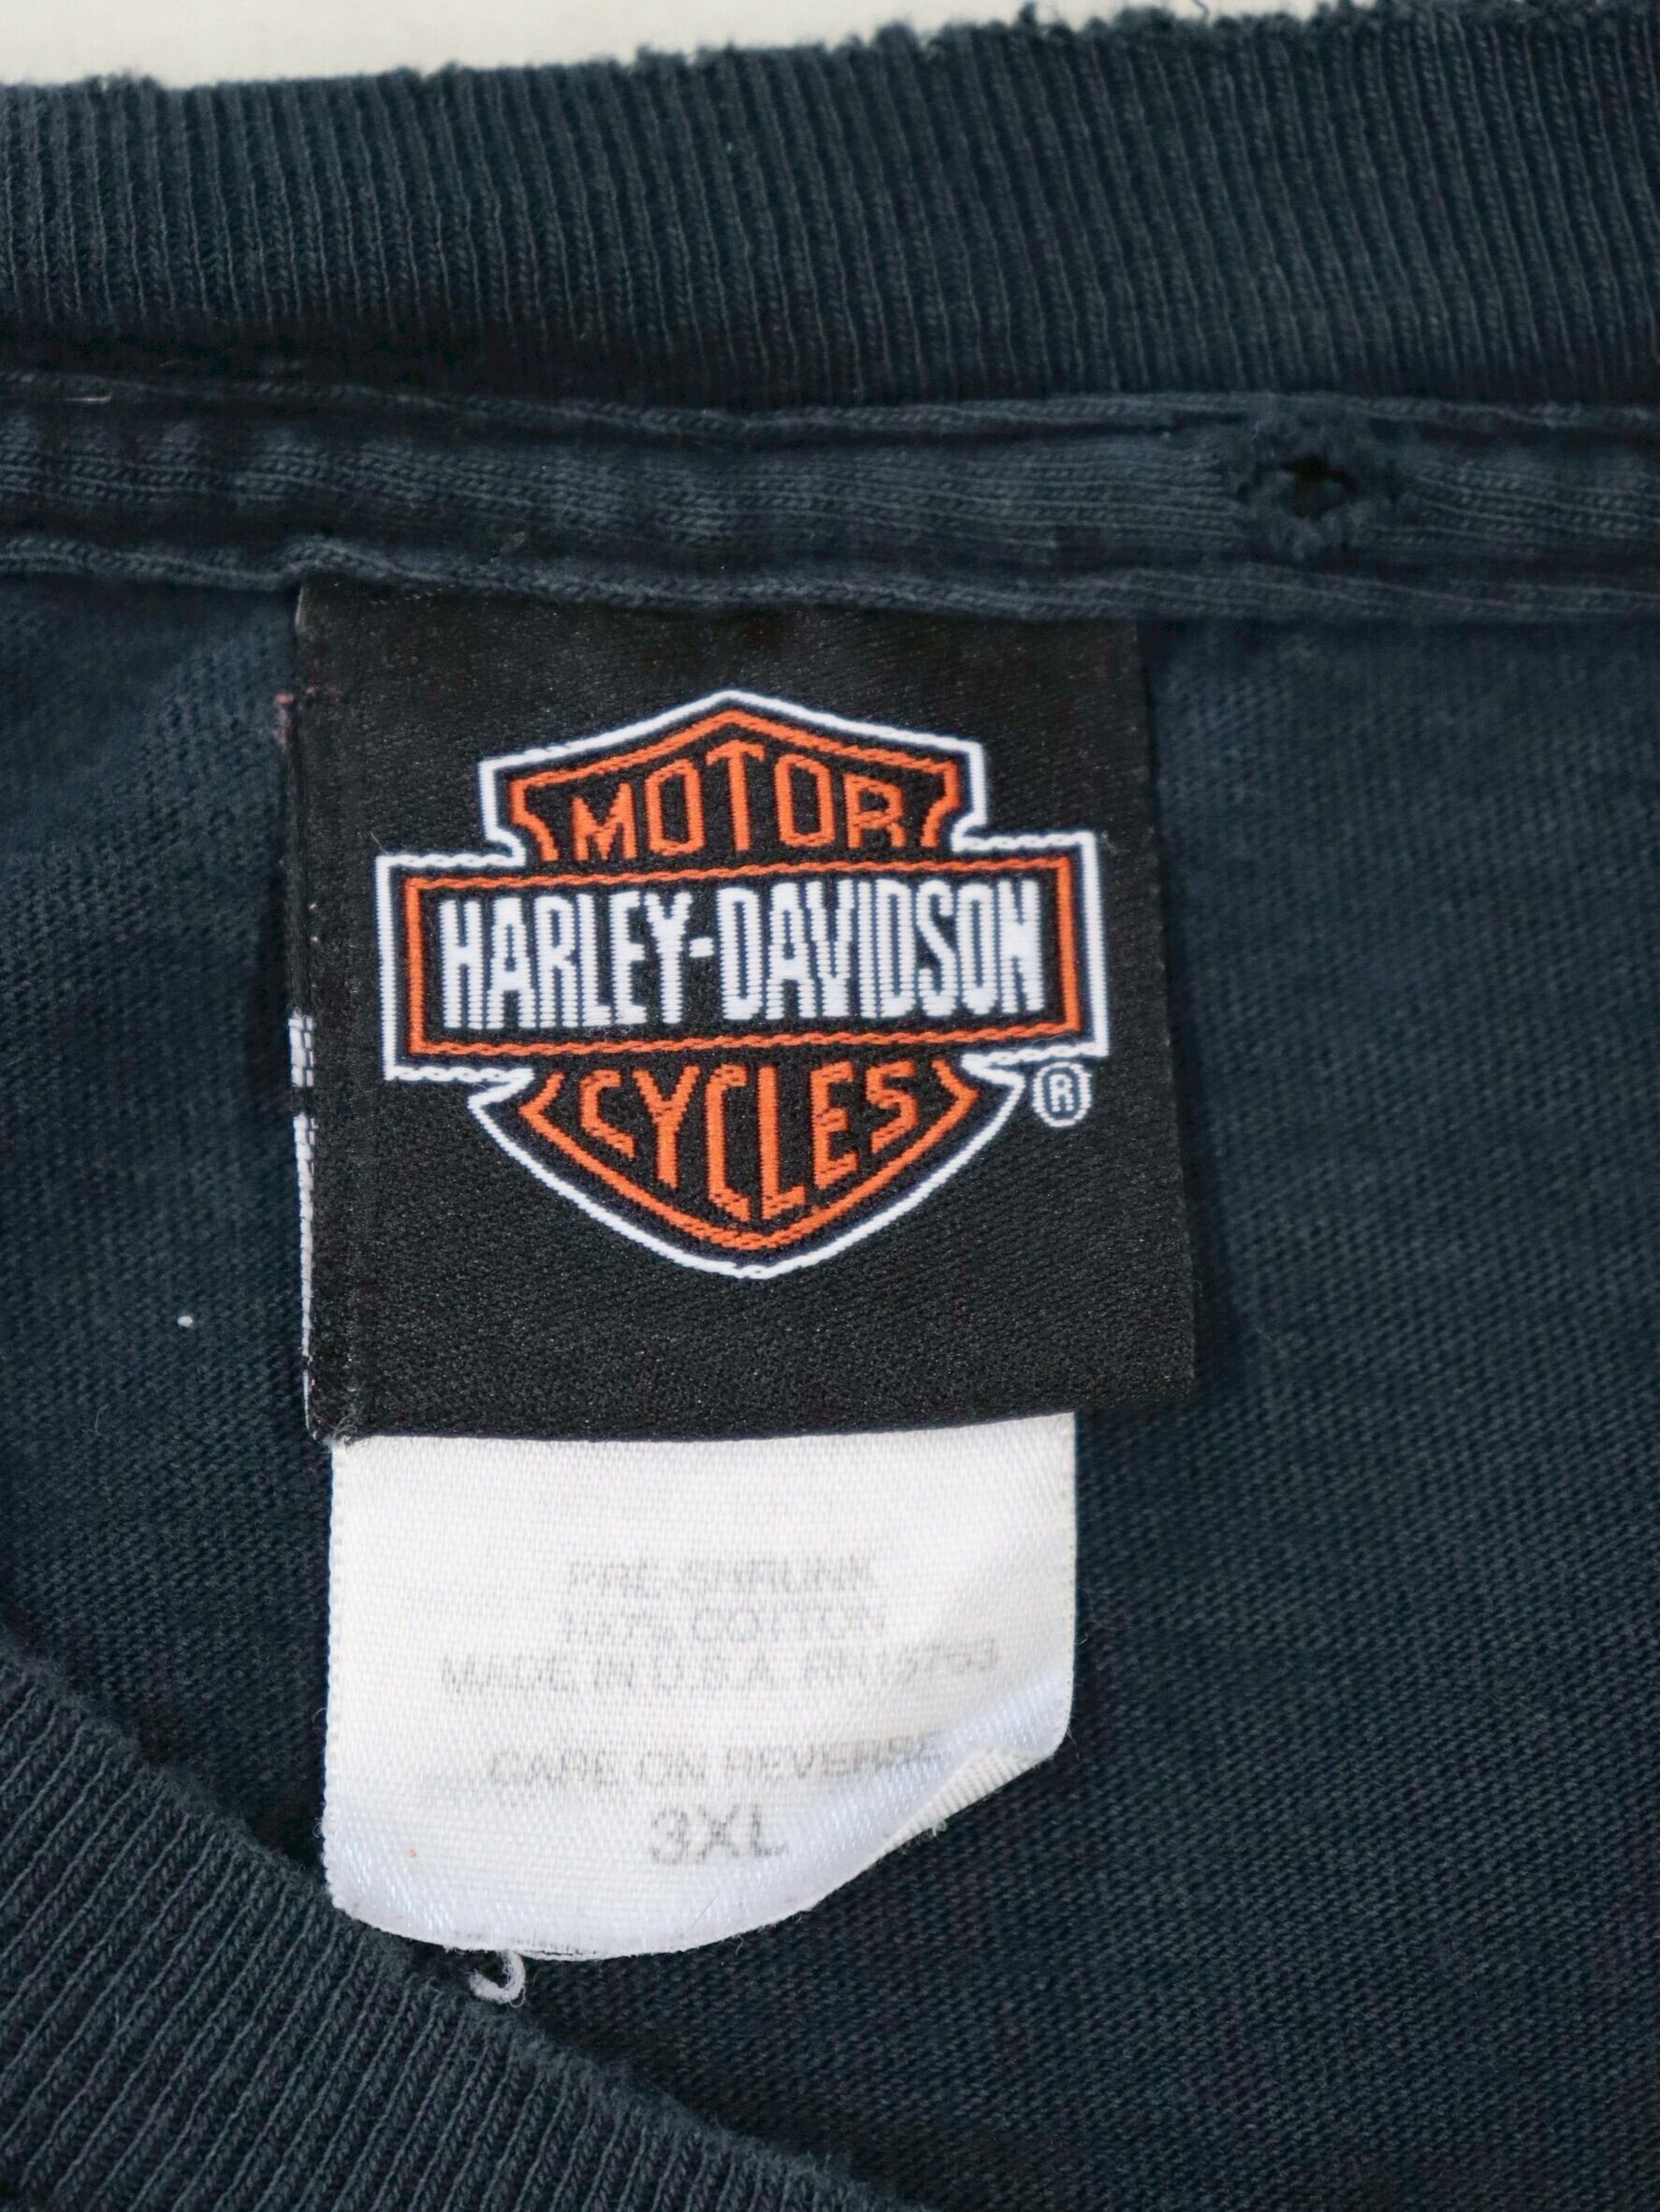 MOTOR
HARLEY-DAVIDSON
CYCLES
®
PRE-SHRUNK
100% COTTON
MADE IN U.S.A.
CARE ON REVERSE
3XL